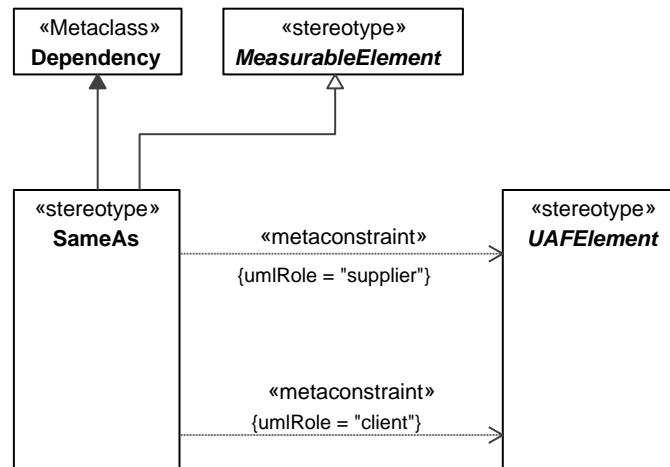 «Metaclass»
Dependency
«stereotype»
MeasurableElement
«stereotype»
SameAs
«metaconstraint»
{umlRole = "supplier"}
«metaconstraint»
{umlRole = "client"}
«stereotype»
UAFElement